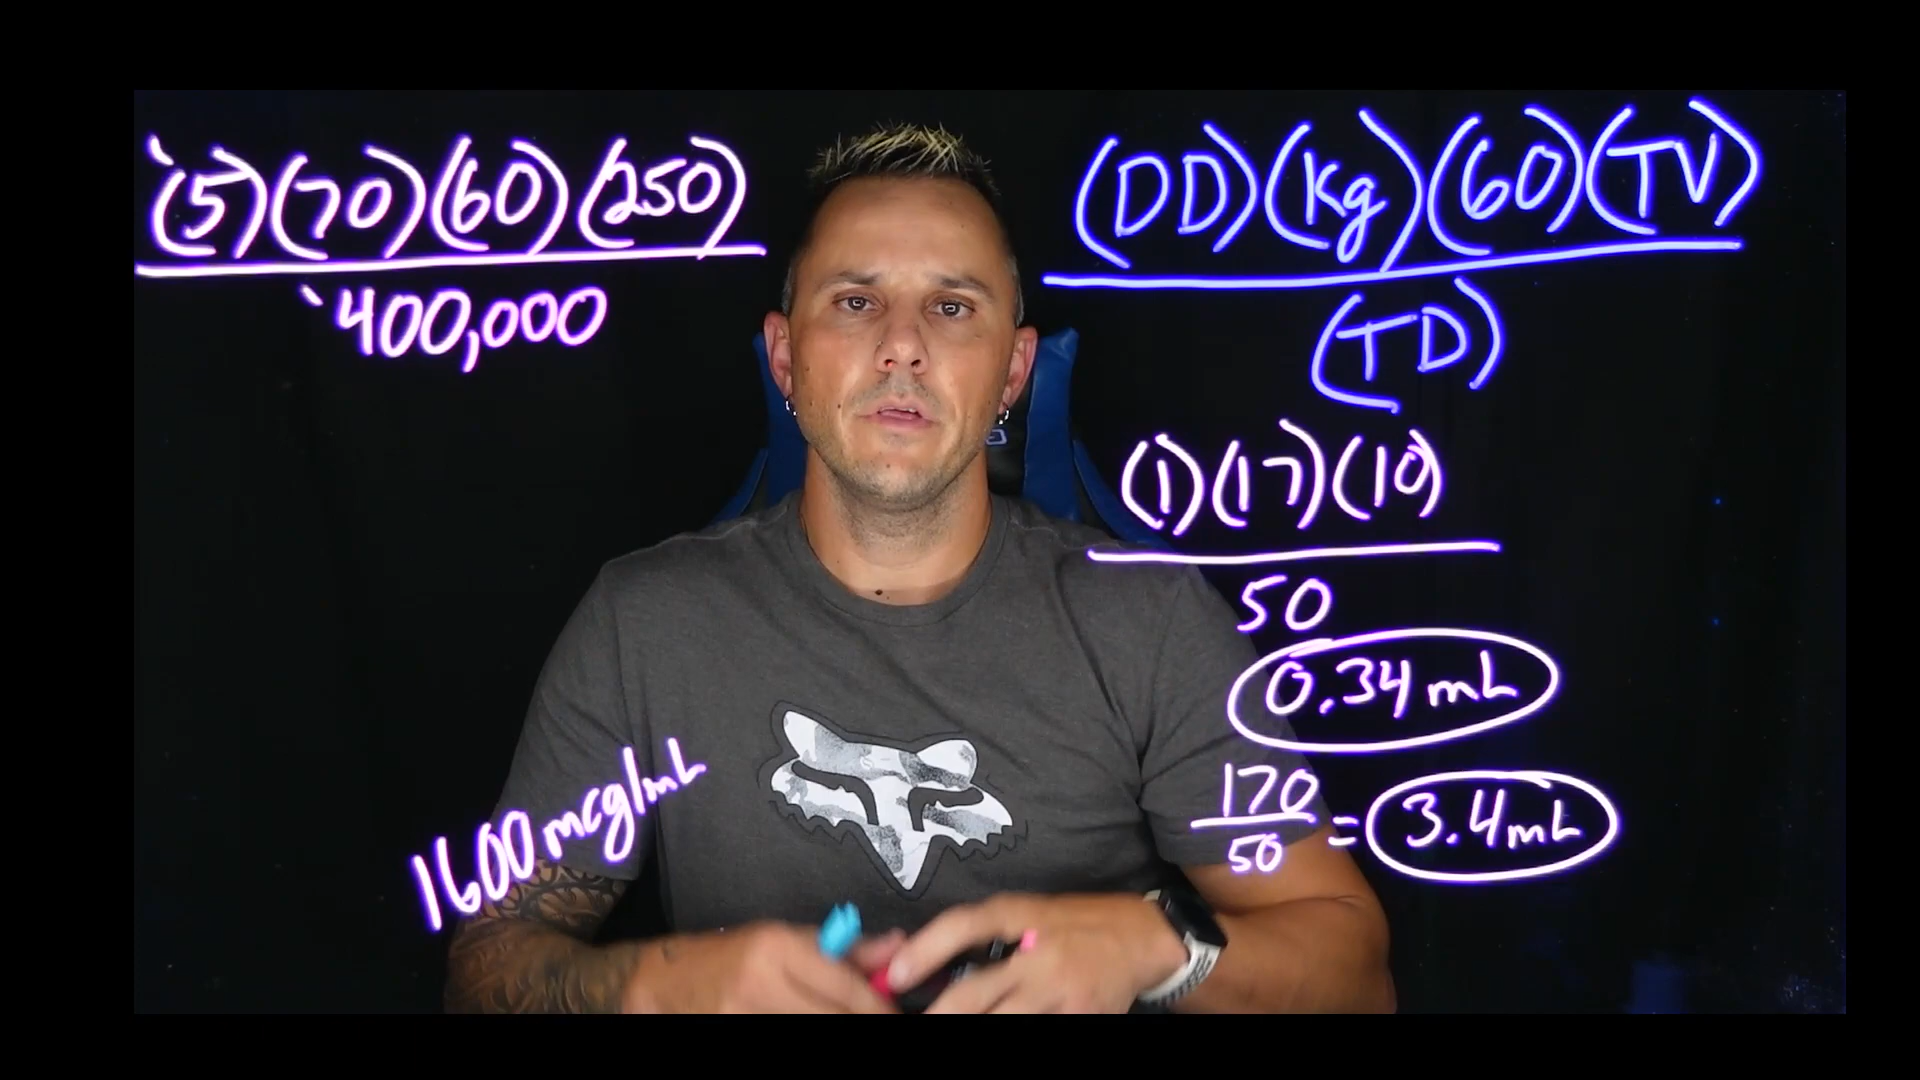 (5)(70)(60)(250)
400,000
1600 mcg/mL
(DD)(Kg)(60)(TV)
(TD)
(1)(17)(10)
50
0.34 mL
170
50
= 3.4 mL